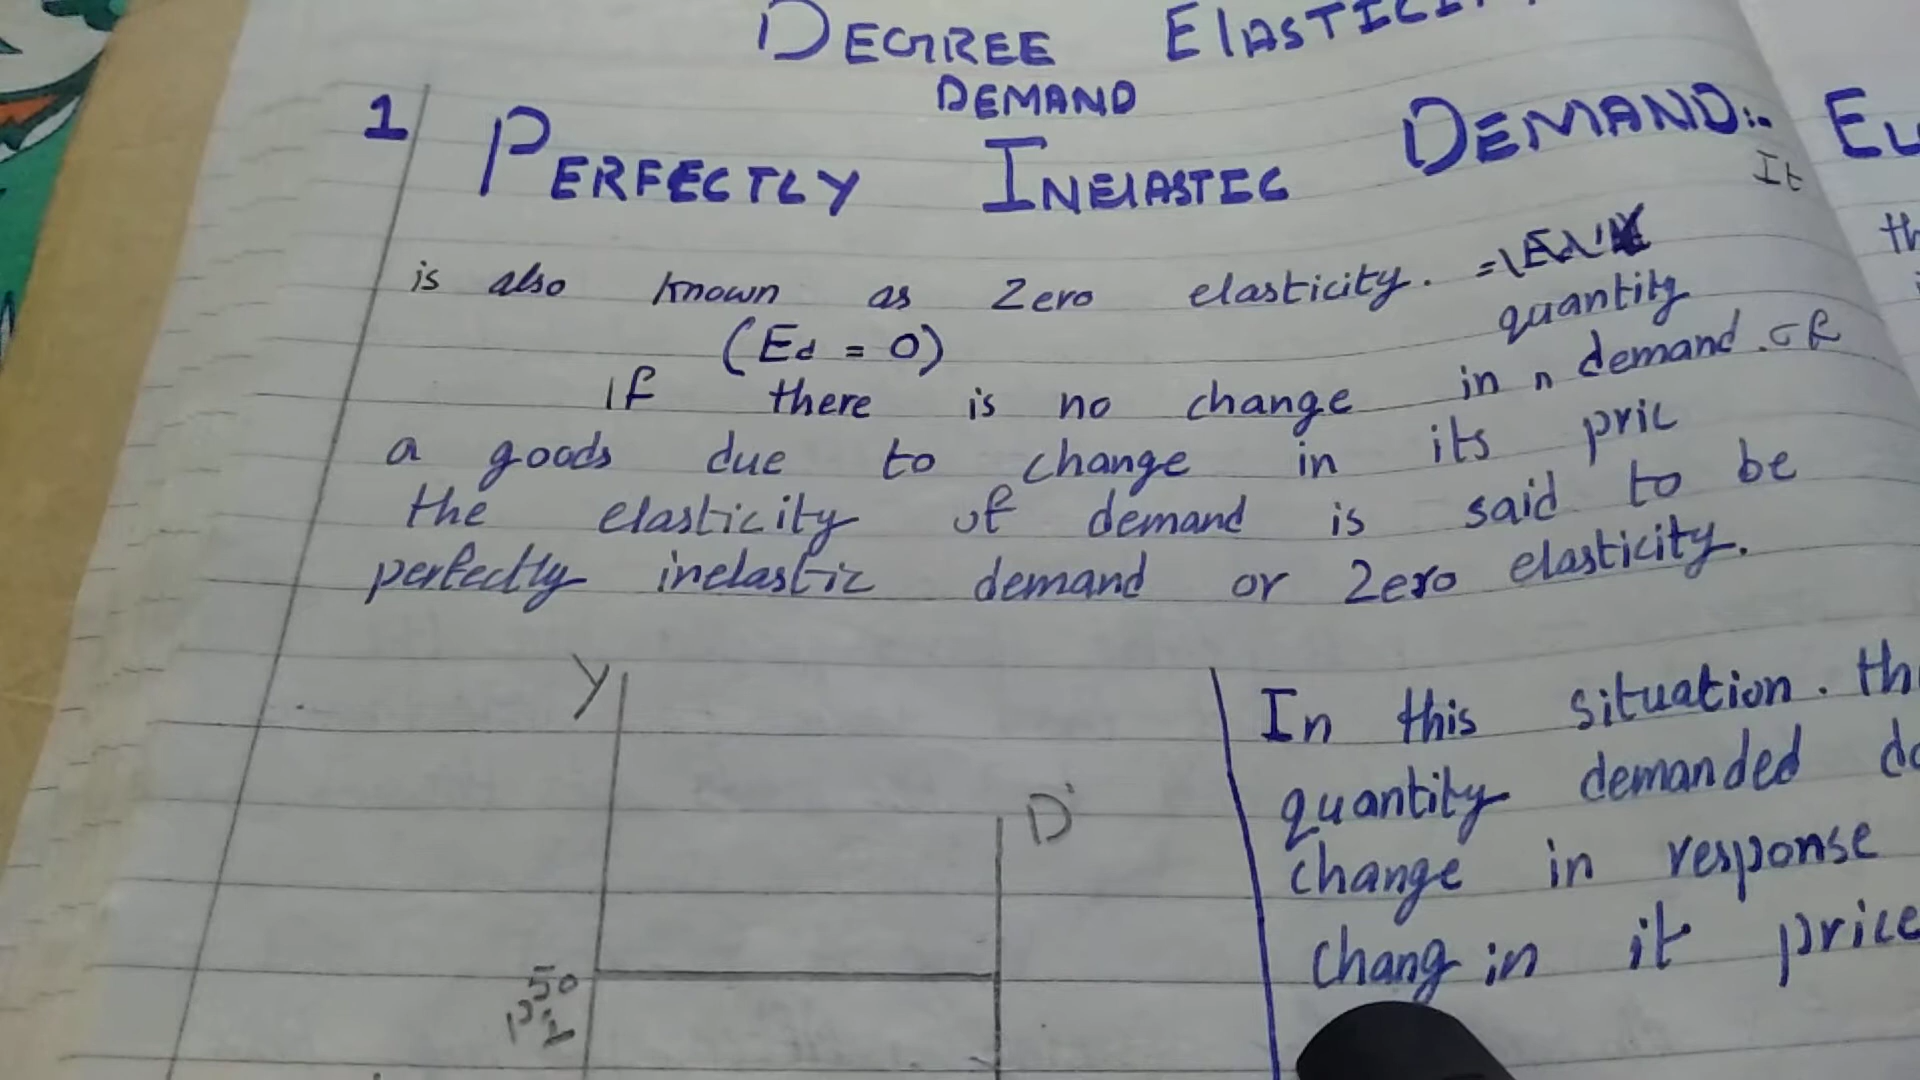 DEGREE ELASTICI
DEMAND
1 PERFECTLY INELASTIC DEMAND:- It
is also known as Zero elasticity.
(Ed = 0)
quantity
If there is no change in demand of
a goods due to change in its pric
the elasticity of demand is said to be
perfectly inelastic demand or Zero elasticity.
Y
D
50
In this situation. th
quantity demanded do
change in response
chang in it price